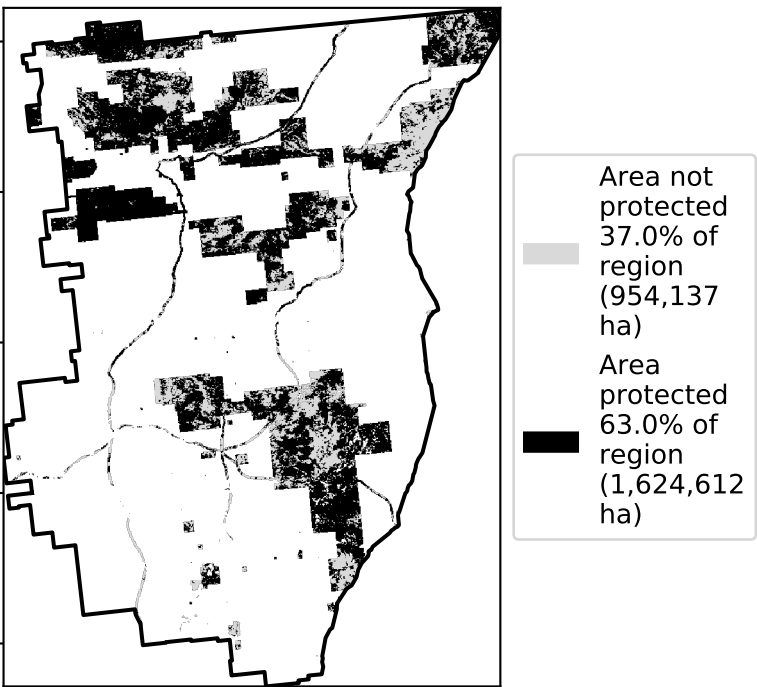 Area not
protected
37.0% of
region
(954,137
ha)
Area
protected
63.0% of
region
(1,624,612
ha)